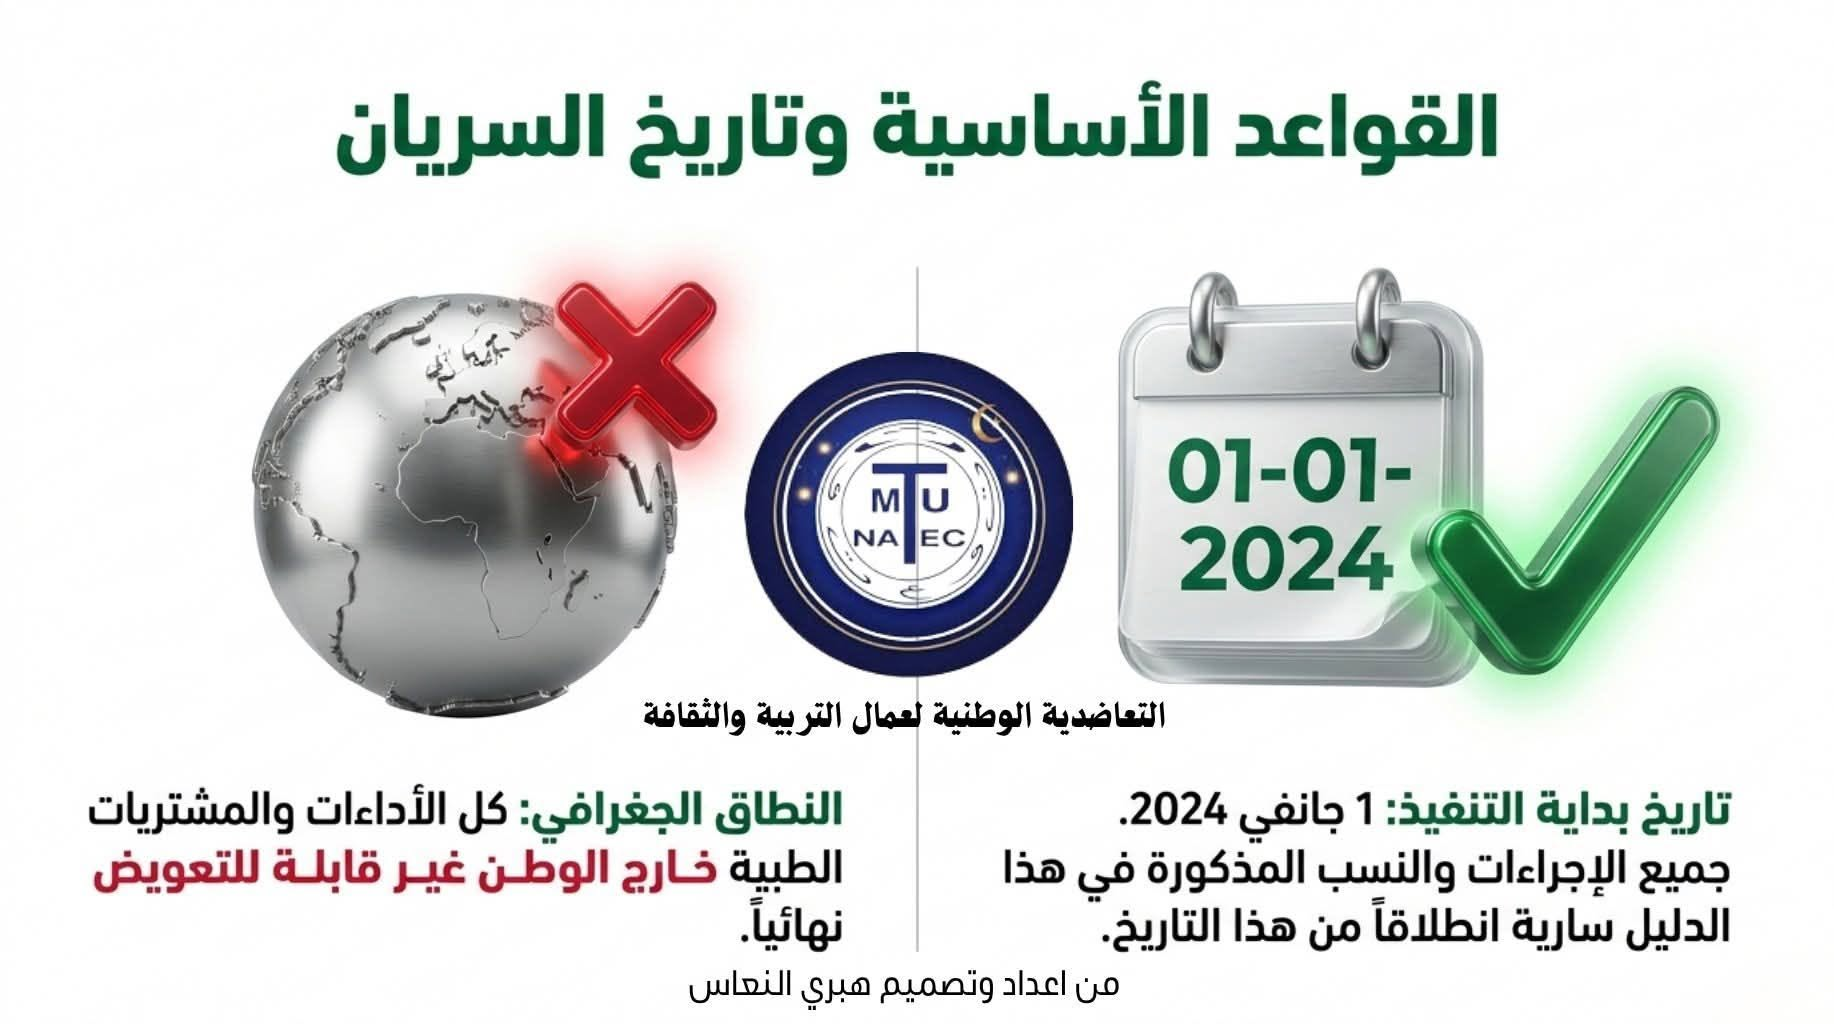 القواعد الأساسية وتاريخ السريان
01-01-
2024
MTU
NATEC
التعاضدية الوطنية لعمال التربية والثقافة
تاريخ بداية التنفيذ: 1 جانفي 2024.
جميع الإجراءات والنسب المذكورة في هذا
الدليل سارية انطلاقاً من هذا التاريخ.
النطاق الجغرافي: كل الأداءات والمشتريات
الطبية خارج الوطن غير قابلة للتعويض
نهائياً.
من اعداد وتصميم هبري النعاس